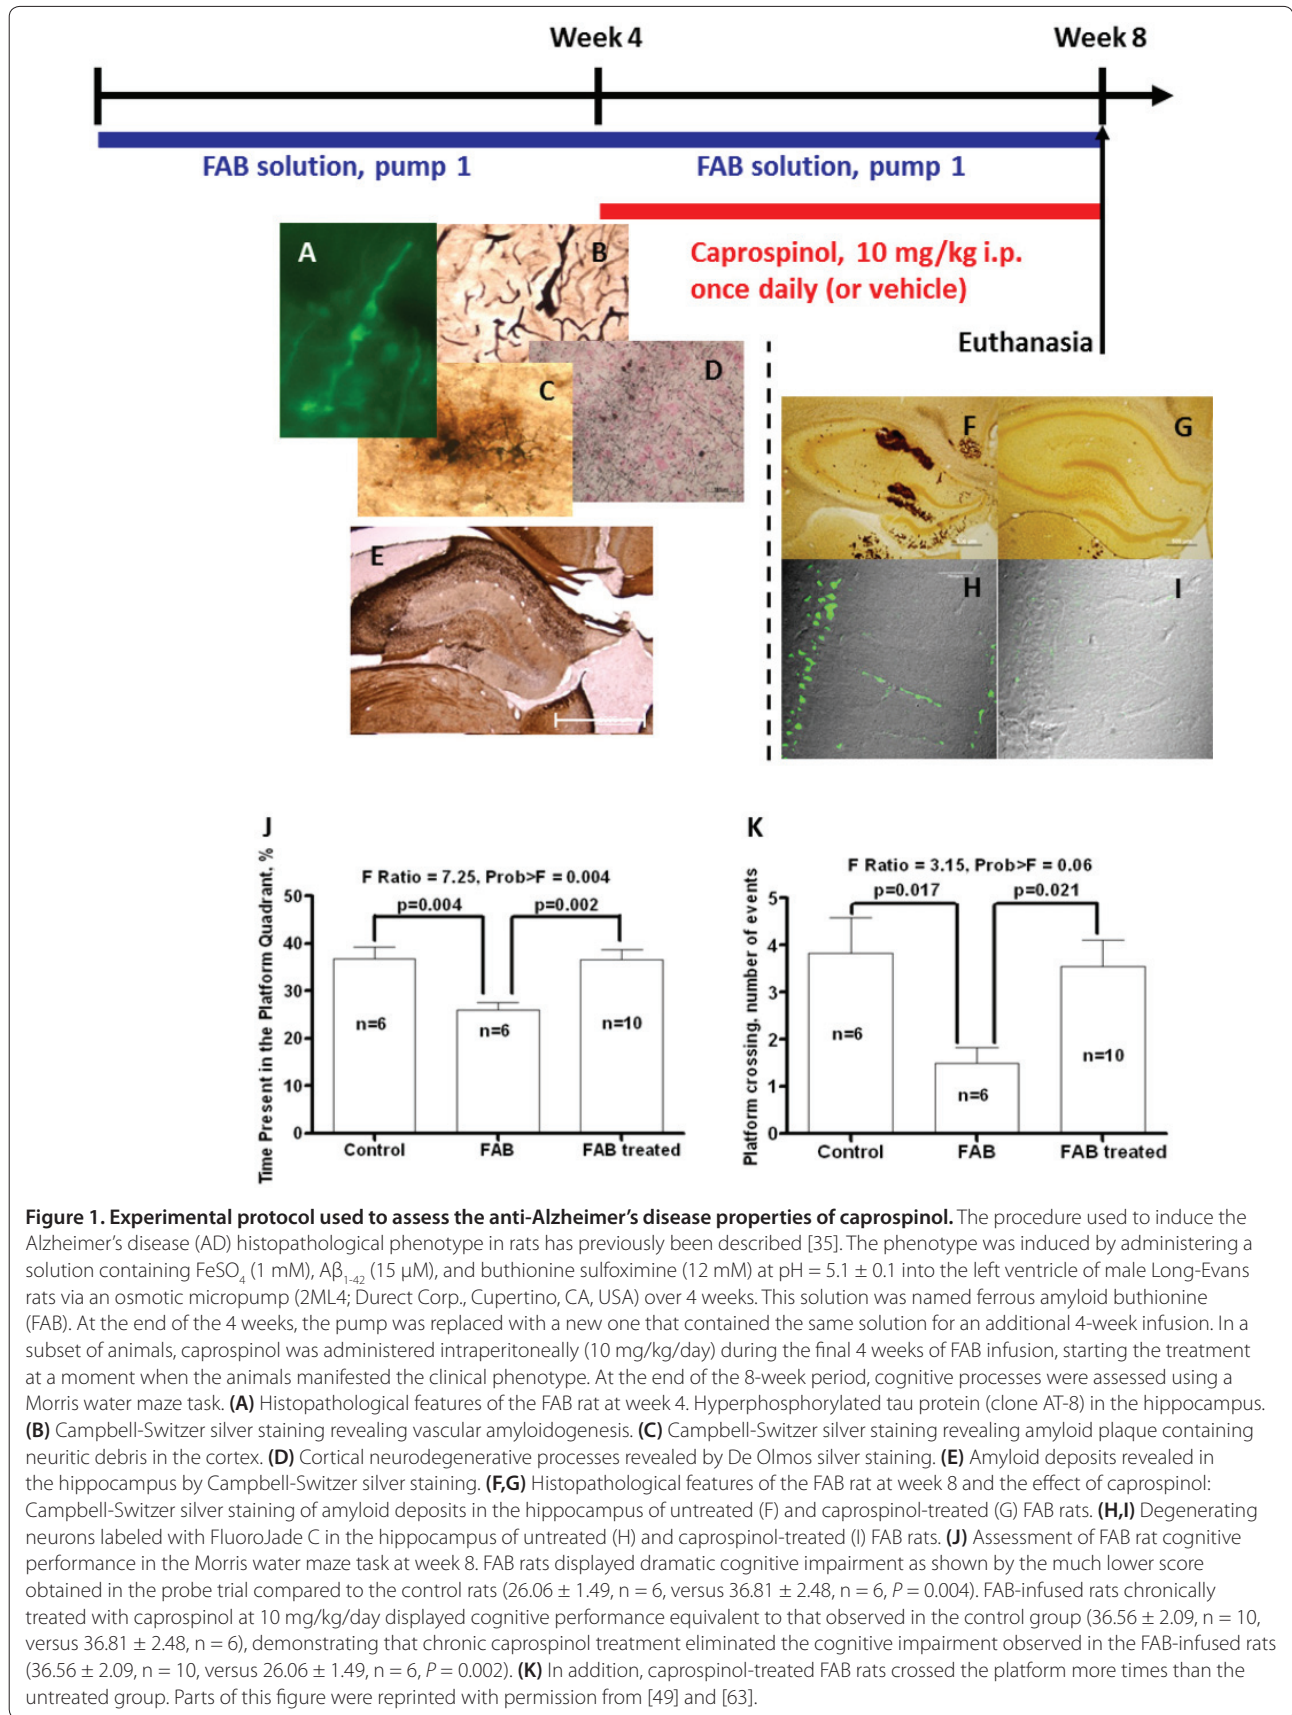 Week 4
Week 8
FAB solution, pump 1
FAB solution, pump 1
Caprospinol, 10 mg/kg i.p.
once daily (or vehicle)
Euthanasia
A
B
C
D
E
F
G
H
I
J
F Ratio = 7.25, Prob>F = 0.004
p=0.004
p=0.002
Time Present in the Platform Quadrant, %
50
40
30
20
10
0
n=6
n=6
n=10
Control
FAB
FAB treated
K
F Ratio = 3.15, Prob>F = 0.06
p=0.017
p=0.021
Platform crossing, number of events
5
4
3
2
1
0
n=6
n=6
n=10
Control
FAB
FAB treated
Figure 1. Experimental protocol used to assess the anti-Alzheimer's disease properties of caprospinol. The procedure used to induce the
Alzheimer's disease (AD) histopathological phenotype in rats has previously been described [35]. The phenotype was induced by administering a
solution containing FeSO₄ (1 mM), Aβ₁₋₄₂ (15 μM), and buthionine sulfoximine (12 mM) at pH = 5.1 ± 0.1 into the left ventricle of male Long-Evans
rats via an osmotic micropump (2ML4; Durect Corp., Cupertino, CA, USA) over 4 weeks. This solution was named ferrous amyloid buthionine
(FAB). At the end of the 4 weeks, the pump was replaced with a new one that contained the same solution for an additional 4-week infusion. In a
subset of animals, caprospinol was administered intraperitoneally (10 mg/kg/day) during the final 4 weeks of FAB infusion, starting the treatment
at a moment when the animals manifested the clinical phenotype. At the end of the 8-week period, cognitive processes were assessed using a
Morris water maze task. (A) Histopathological features of the FAB rat at week 4. Hyperphosphorylated tau protein (clone AT-8) in the hippocampus.
(B) Campbell-Switzer silver staining revealing vascular amyloidogenesis. (C) Campbell-Switzer silver staining revealing amyloid plaque containing
neuritic debris in the cortex. (D) Cortical neurodegenerative processes revealed by De Olmos silver staining. (E) Amyloid deposits revealed in
the hippocampus by Campbell-Switzer silver staining. (F,G) Histopathological features of the FAB rat at week 8 and the effect of caprospinol:
Campbell-Switzer silver staining of amyloid deposits in the hippocampus of untreated (F) and caprospinol-treated (G) FAB rats. (H,I) Degenerating
neurons labeled with FluoroJade C in the hippocampus of untreated (H) and caprospinol-treated (I) FAB rats. (J) Assessment of FAB rat cognitive
performance in the Morris water maze task at week 8. FAB rats displayed dramatic cognitive impairment as shown by the much lower score
obtained in the probe trial compared to the control rats (26.06 ± 1.49, n = 6, versus 36.81 ± 2.48, n = 6, P = 0.004). FAB-infused rats chronically
treated with caprospinol at 10 mg/kg/day displayed cognitive performance equivalent to that observed in the control group (36.56 ± 2.09, n = 10,
versus 36.81 ± 2.48, n = 6), demonstrating that chronic caprospinol treatment eliminated the cognitive impairment observed in the FAB-infused rats
(36.56 ± 2.09, n = 10, versus 26.06 ± 1.49, n = 6, P = 0.002). (K) In addition, caprospinol-treated FAB rats crossed the platform more times than the
untreated group. Parts of this figure were reprinted with permission from [49] and [63].